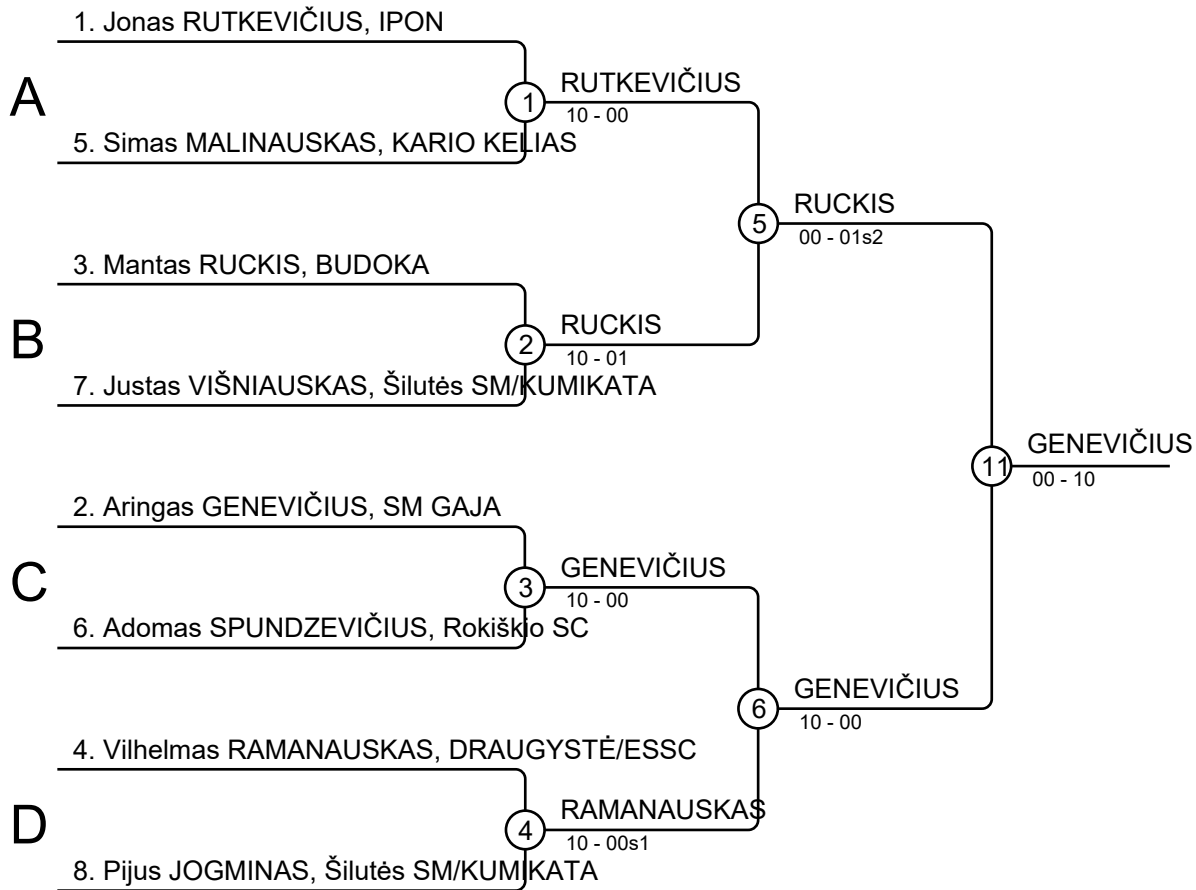 1. Jonas RUTKEVIČIUS, IPON
A
1
RUTKEVIČIUS
10 - 00
5. Simas MALINAUSKAS, KARIO KELIAS
5
RUCKIS
00 - 01s2
3. Mantas RUCKIS, BUDOKA
B
2
RUCKIS
10 - 01
7. Justas VIŠNIAUSKAS, Šilutės SM/KUMIKATA
11
GENEVIČIUS
00 - 10
2. Aringas GENEVIČIUS, SM GAJA
C
3
GENEVIČIUS
10 - 00
6. Adomas SPUNDZEVIČIUS, Rokiškio SC
6
GENEVIČIUS
10 - 00
4. Vilhelmas RAMANAUSKAS, DRAUGYSTĖ/ESSC
D
4
RAMANAUSKAS
10 - 00s1
8. Pijus JOGMINAS, Šilutės SM/KUMIKATA